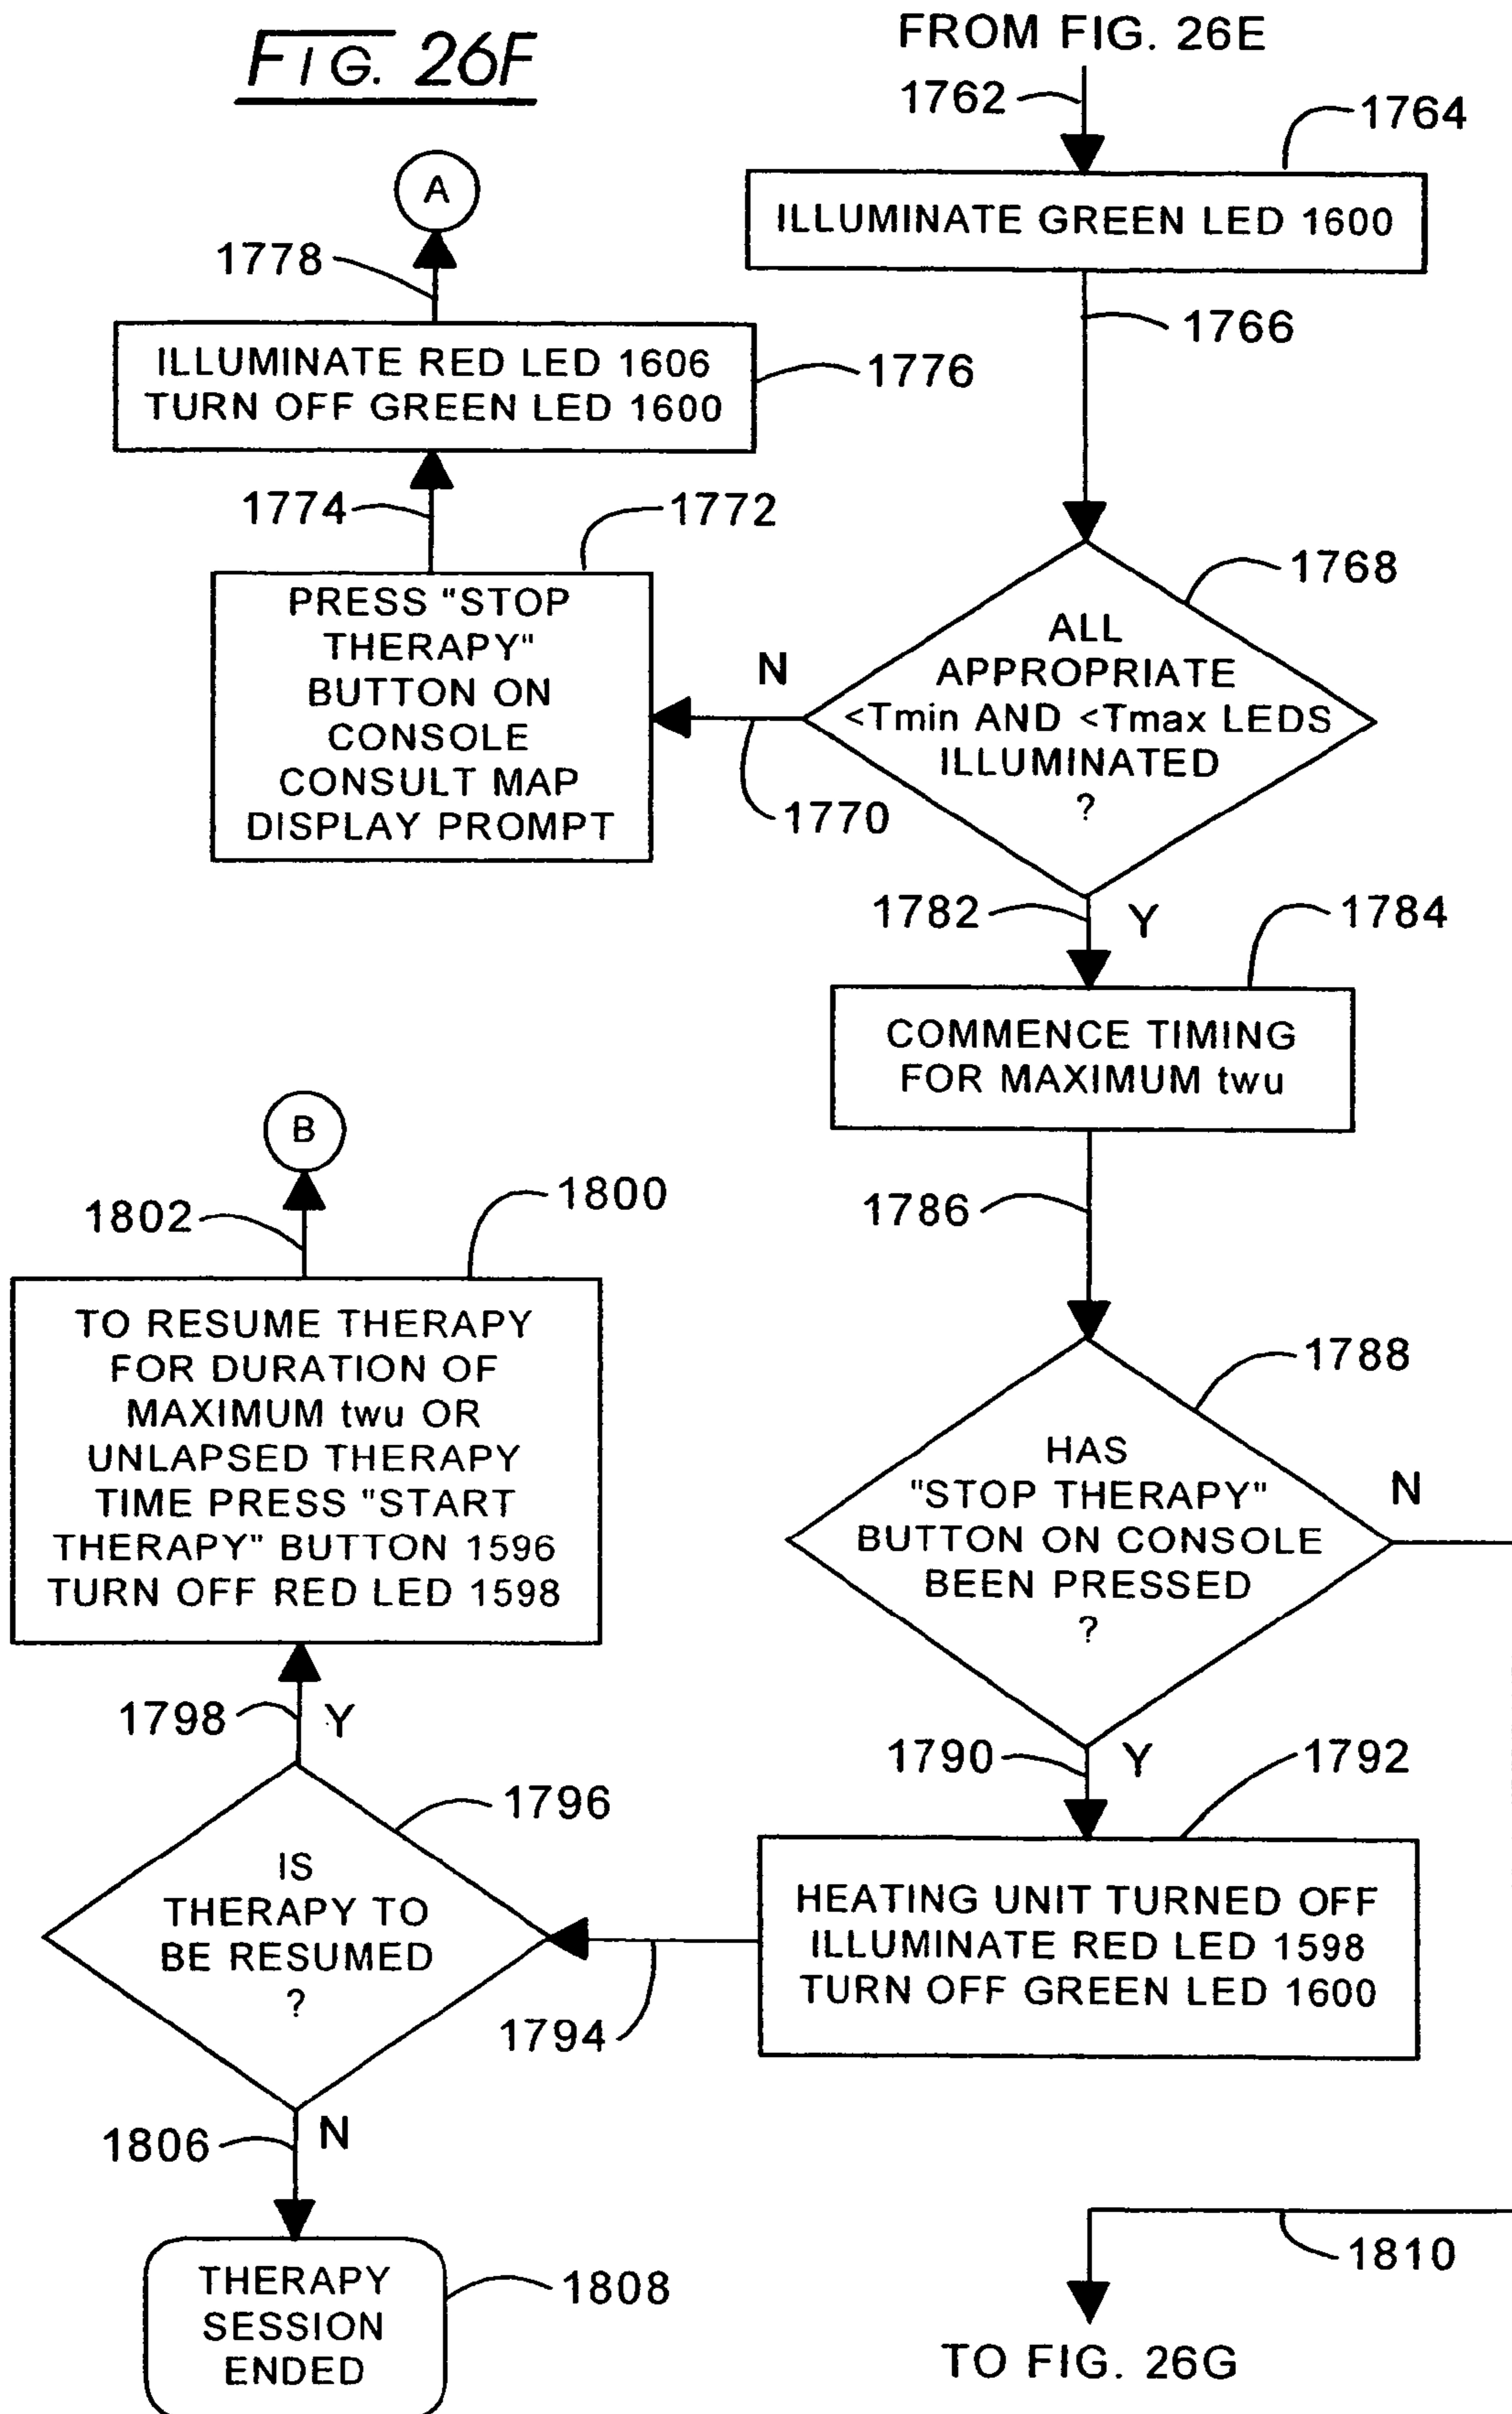 FIG. 26F
FROM FIG. 26E
1762
1764
ILLUMINATE GREEN LED 1600
1766
A
1778
ILLUMINATE RED LED 1606
TURN OFF GREEN LED 1600
1776
1774
1772
PRESS "STOP
THERAPY"
BUTTON ON
CONSOLE
CONSULT MAP
DISPLAY PROMPT
N
1770
1768
ALL
APPROPRIATE
<Tmin AND <Tmax LEDS
ILLUMINATED
?
1782
Y
1784
COMMENCE TIMING
FOR MAXIMUM twu
1786
1788
HAS
"STOP THERAPY"
BUTTON ON CONSOLE
BEEN PRESSED
?
N
1790
Y
1792
HEATING UNIT TURNED OFF
ILLUMINATE RED LED 1598
TURN OFF GREEN LED 1600
1794
B
1802
1800
TO RESUME THERAPY
FOR DURATION OF
MAXIMUM twu OR
UNLAPSED THERAPY
TIME PRESS "START
THERAPY" BUTTON 1596
TURN OFF RED LED 1598
1798
Y
1796
IS
THERAPY TO
BE RESUMED
?
1806
N
THERAPY
SESSION
ENDED
1808
1810
TO FIG. 26G